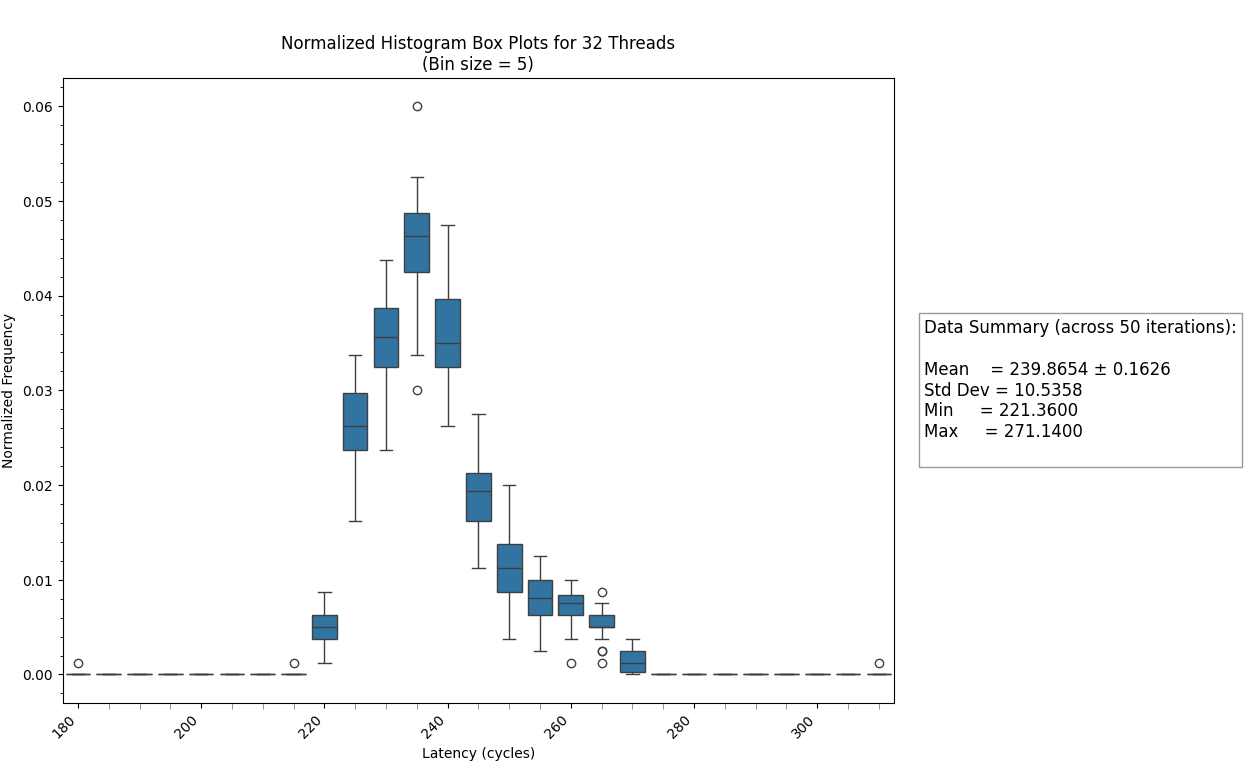 Normalized Histogram Box Plots for 32 Threads
(Bin size = 5)
Normalized Frequency
0.06
0.05
0.04
0.03
0.02
0.01
0.00
180
200
220
240
260
280
300
Latency (cycles)
Data Summary (across 50 iterations):
Mean = 239.8654 ± 0.1626
Std Dev = 10.5358
Min = 221.3600
Max = 271.1400